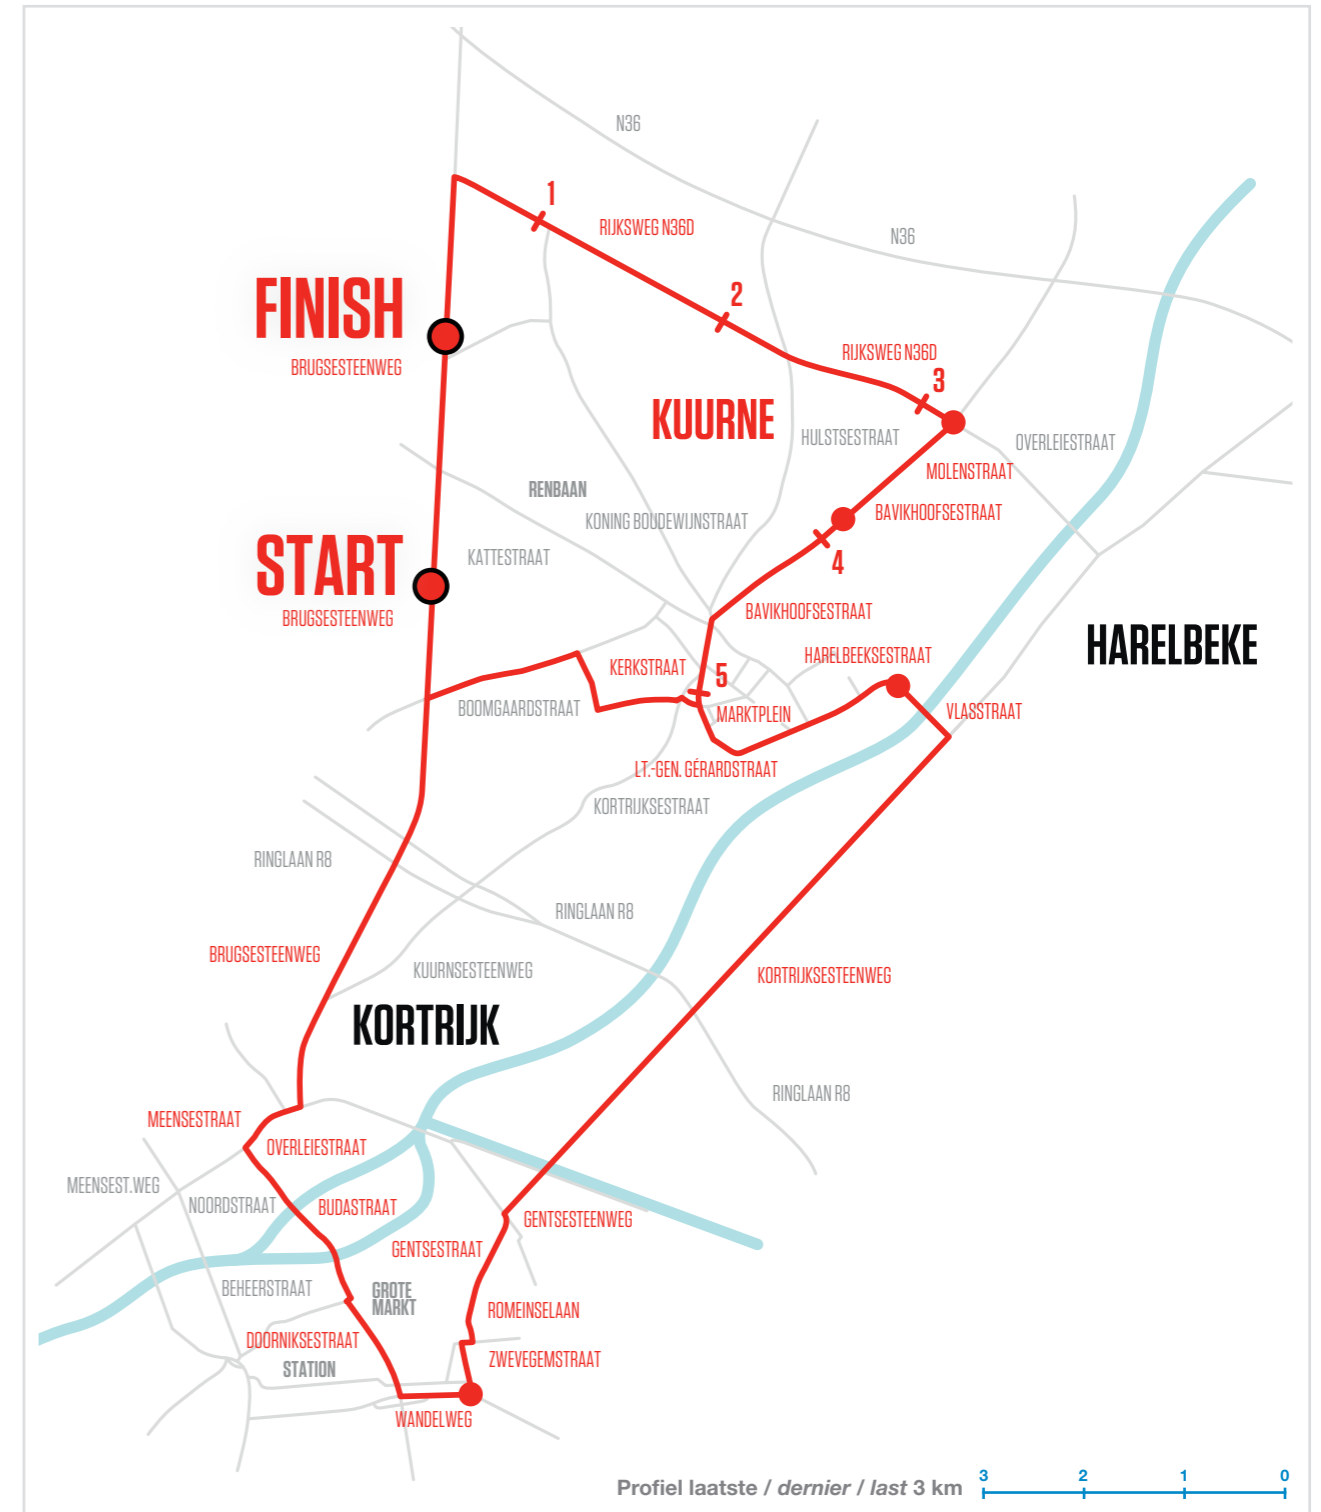 N36
1
RIJKSWEG N36D
N36
FINISH
BRUGSESTEENWEG
2
RIJKSWEG N36D
3
KUURNE
HULSTSESTRAAT
OVERLEIESTRAAT
MOLENSTRAAT
RENBAAN
BAVIKHOOFSESTRAAT
KONING BOUDEWIJNSTRAAT
START
KATTESTRAAT
4
BRUGSESTEENWEG
BAVIKHOOFSESTRAAT
HARELBEKE
HARELBEEKSESTRAAT
KERKSTRAAT
5
BOOMGAARDSTRAAT
MARKTPLEIN
VLASSTRAAT
LT.-GEN. GÉRARDSTRAAT
KORTRIJKSESTRAAT
RINGLAAN R8
RINGLAAN R8
BRUGSESTEENWEG
KUURNSESTEENWEG
KORTRIJKSESTEENWEG
KORTRIJK
RINGLAAN R8
MEENSESTRAAT
OVERLEIESTRAAT
MEENSEST.WEG
NOORDSTRAAT
BUDASTRAAT
GENTSESTEENWEG
GENTSESTRAAT
BEHEERSTRAAT
GROTE
MARKT
ROMEINSELAAN
DOORNIKSESTRAAT
STATION
ZWEVEGEMSTRAAT
WANDELWEG
Profiel laatste / dernier / last 3 km
3 2 1 0